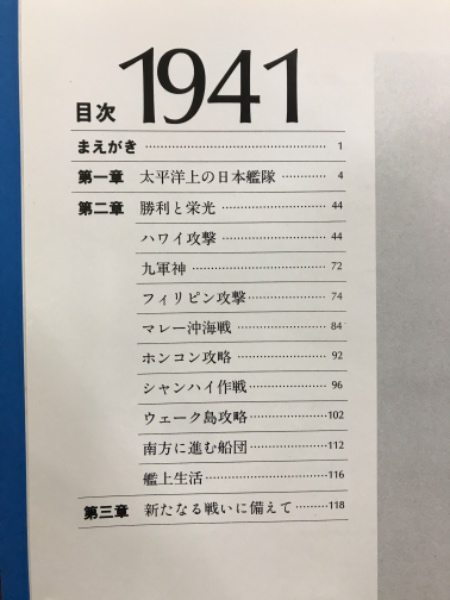 1941
目次
まえがき ………………………………………… 1
第一章 太平洋上の日本艦隊 ………… 4
第二章 勝利と栄光 ……………………… 44
ハワイ攻撃 ……………………… 44
九軍神 …………………………… 72
フィリピン攻撃 ………………… 74
マレー沖海戦 …………………… 84
ホンコン攻略 …………………… 92
シャンハイ作戦 ………………… 96
ウェーク島攻略 ………………… 102
南方に進む船団 ………………… 112
艦上生活 ………………………… 116
第三章 新たなる戦いに備えて ……… 118